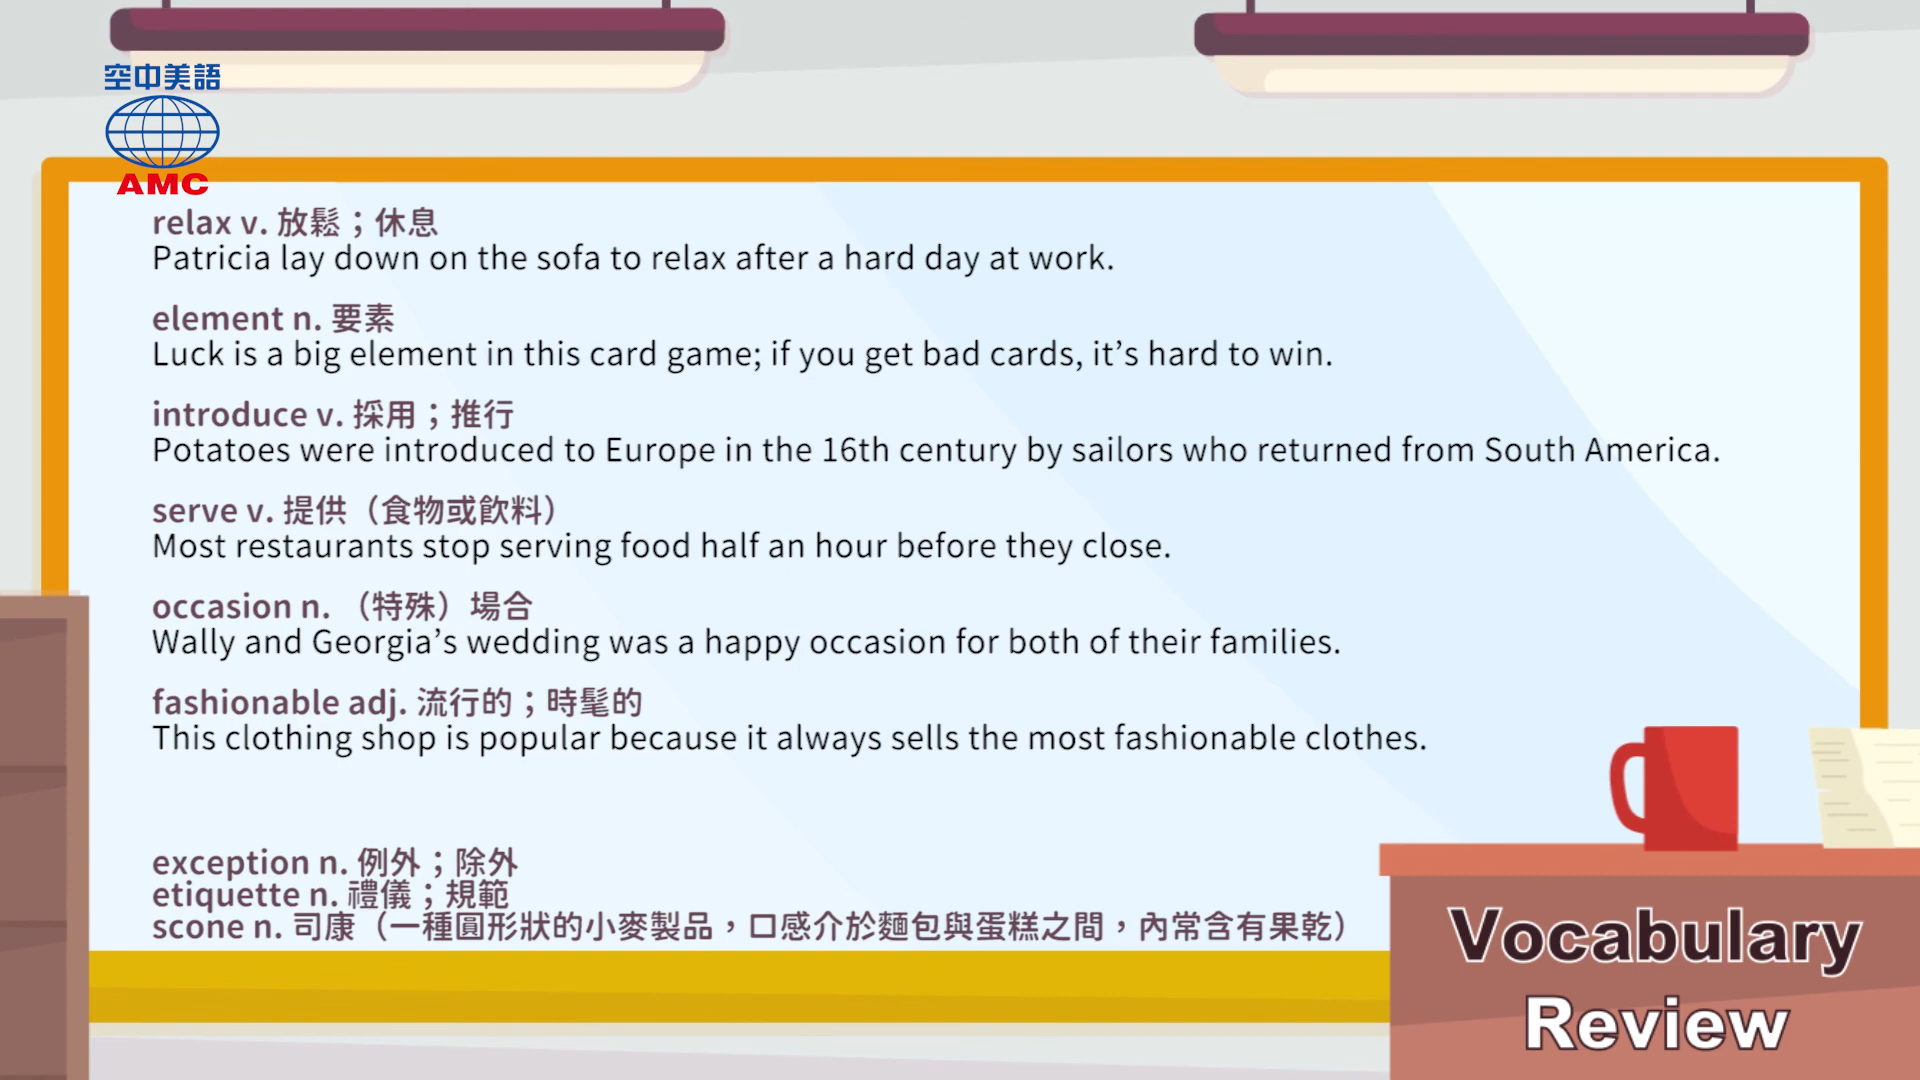 空中美語
AMC
relax v. 放鬆；休息
Patricia lay down on the sofa to relax after a hard day at work.
element n. 要素
Luck is a big element in this card game; if you get bad cards, it’s hard to win.
introduce v. 採用；推行
Potatoes were introduced to Europe in the 16th century by sailors who returned from South America.
serve v. 提供（食物或飲料）
Most restaurants stop serving food half an hour before they close.
occasion n. （特殊）場合
Wally and Georgia’s wedding was a happy occasion for both of their families.
fashionable adj. 流行的；時髦的
This clothing shop is popular because it always sells the most fashionable clothes.
exception n. 例外；除外
etiquette n. 禮儀；規範
scone n. 司康（一種圓形狀的小麥製品，口感介於麵包與蛋糕之間，內常含有果乾）
Vocabulary
Review